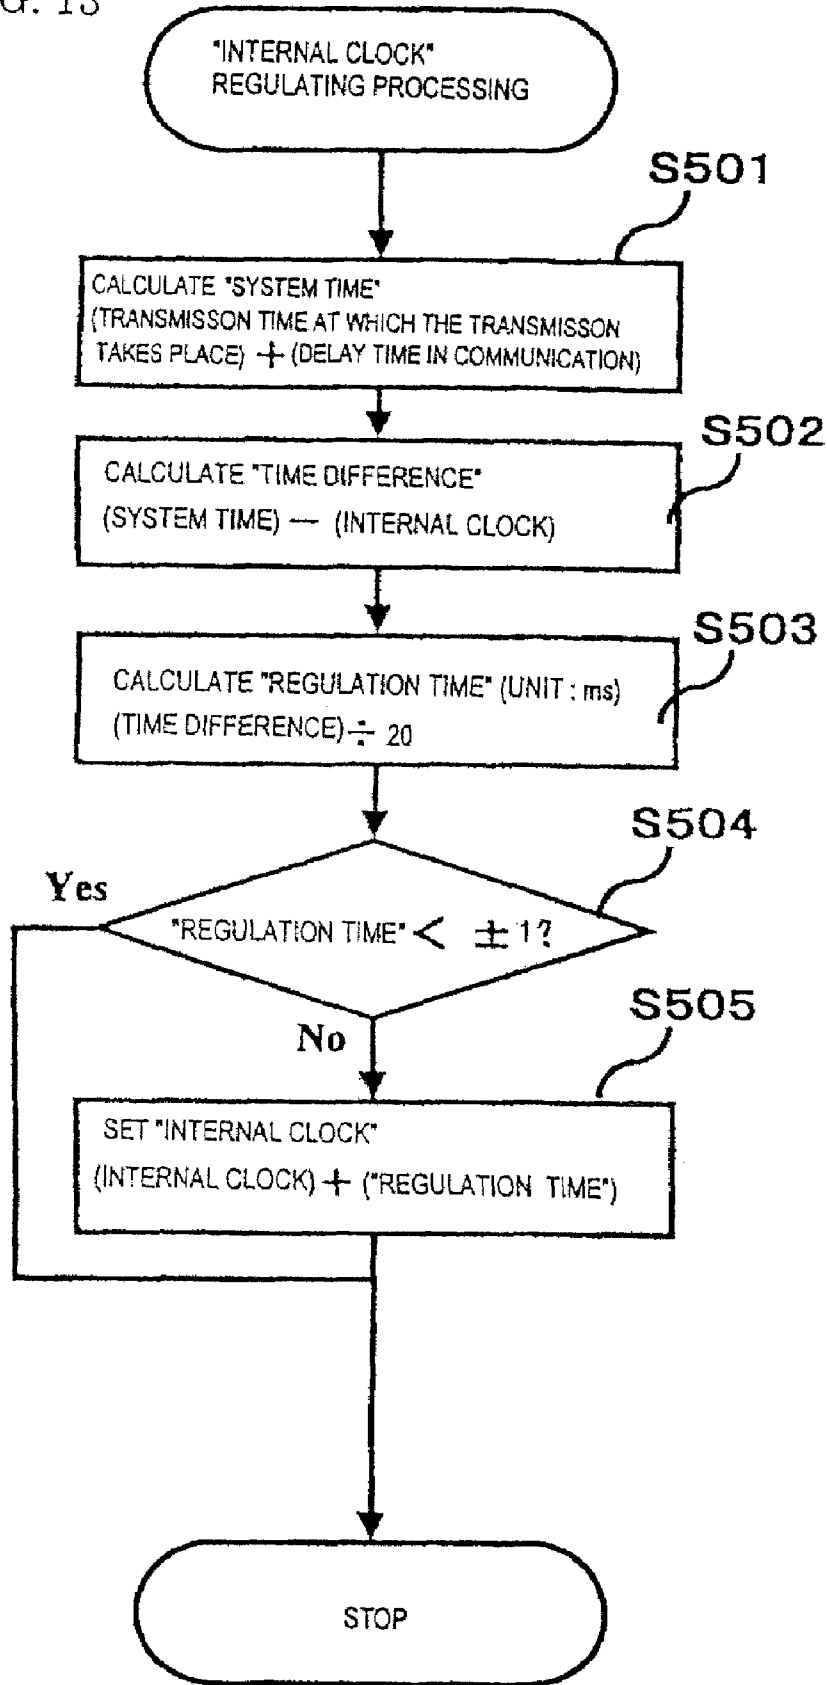 G. 13
"INTERNAL CLOCK"
REGULATING PROCESSING
S501
CALCULATE "SYSTEM TIME"
(TRANSMISSON TIME AT WHICH THE TRANSMISSON
TAKES PLACE) + (DELAY TIME IN COMMUNICATION)
S502
CALCULATE "TIME DIFFERENCE"
(SYSTEM TIME) — (INTERNAL CLOCK)
S503
CALCULATE "REGULATION TIME" (UNIT : ms)
(TIME DIFFERENCE) ÷ 20
S504
Yes
"REGULATION TIME" < ± 1?
No
S505
SET "INTERNAL CLOCK"
(INTERNAL CLOCK) + ("REGULATION TIME")
STOP